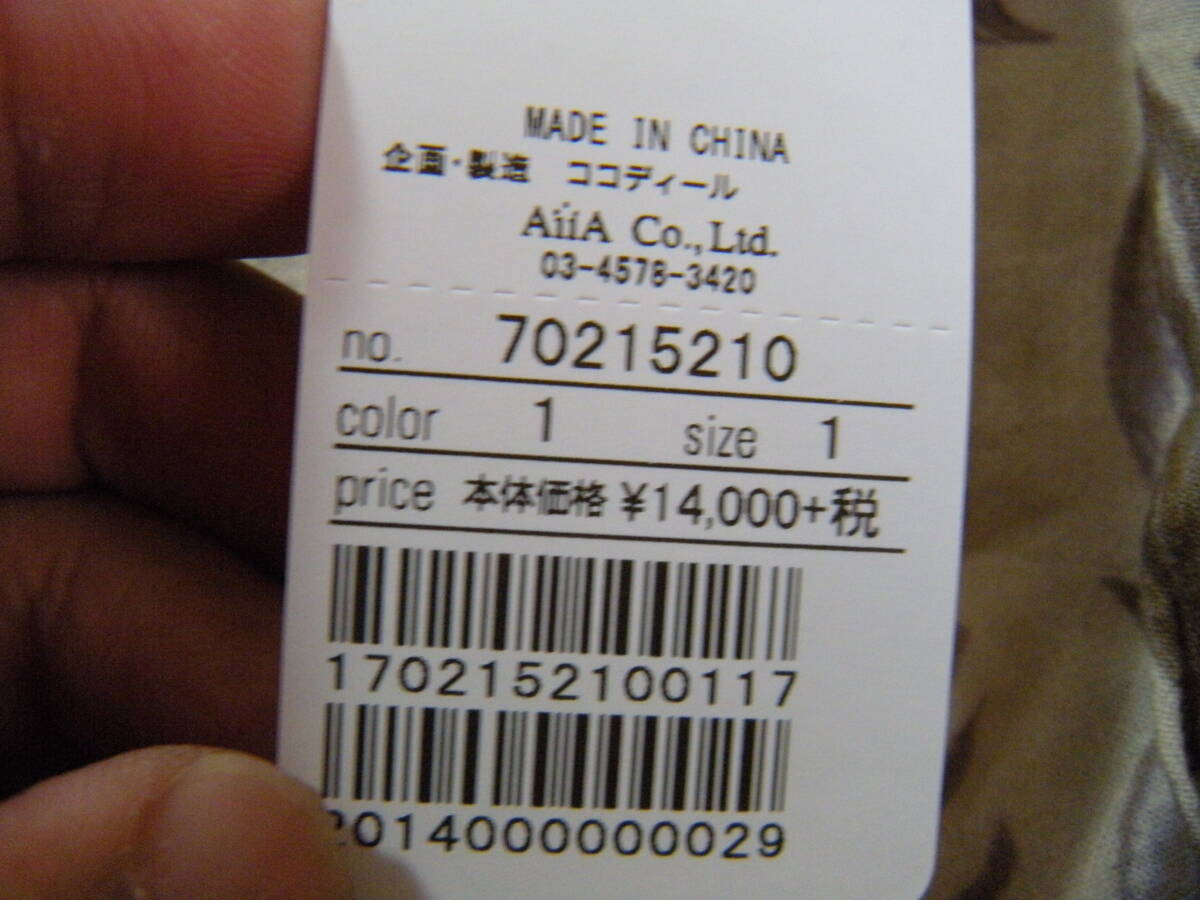 MADE IN CHINA
企画・製造 ココディール
AiiA Co.,Ltd.
03-4578-3420
no. 70215210
color 1 size 1
price 本体価格 ¥14,000+税
1702152100117
2014000000029